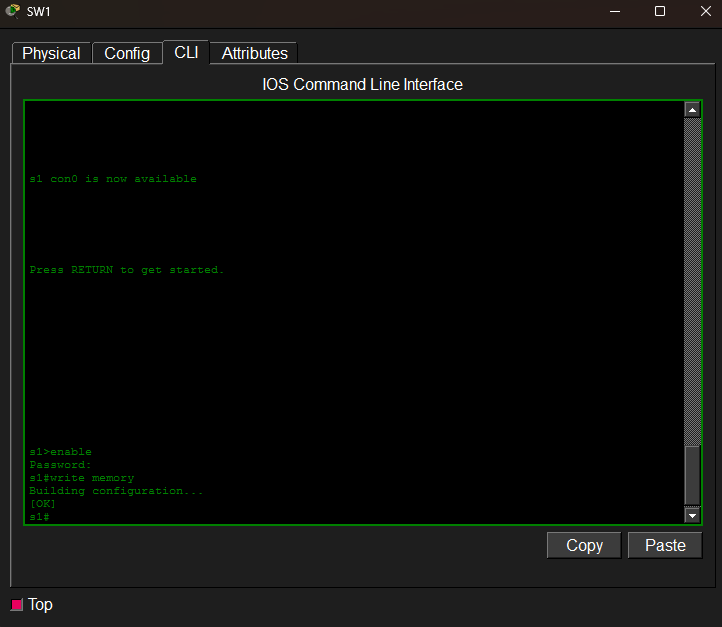 SW1
Physical Config CLI Attributes
IOS Command Line Interface
s1 con0 is now available
Press RETURN to get started.
s1>enable
Password:
s1#write memory
Building configuration...
[OK]
s1#
Copy Paste
Top